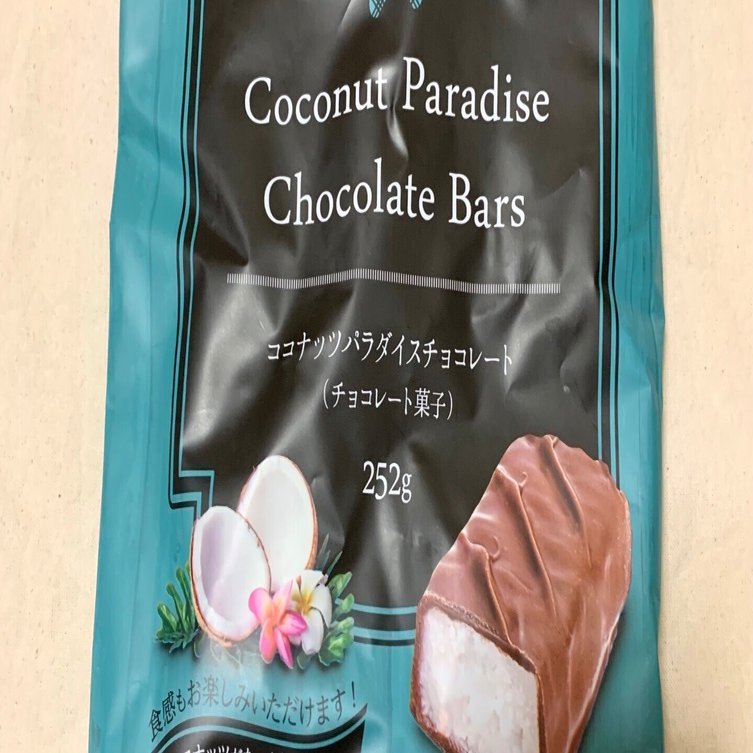 Coconut Paradise
Chocolate Bars
ココナッツパラダイスチョコレート
(チョコレート菓子)
252g
食感もお楽しみいただけます!